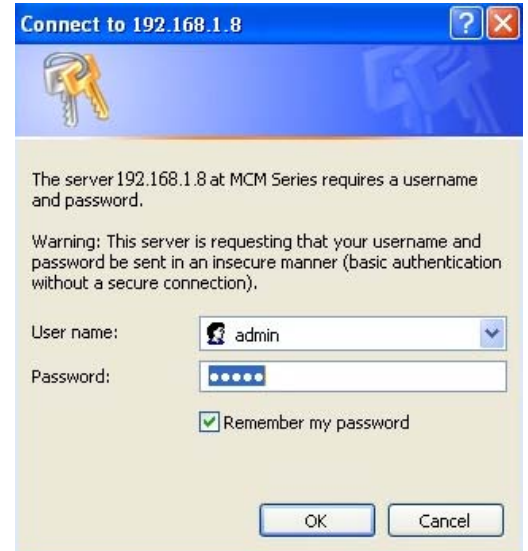 Connect to 192.168.1.8
The server 192.168.1.8 at MCM Series requires a username
and password.
Warning: This server is requesting that your username and
password be sent in an insecure manner (basic authentication
without a secure connection).
User name:
admin
Password:
●●●●●
Remember my password
OK
Cancel